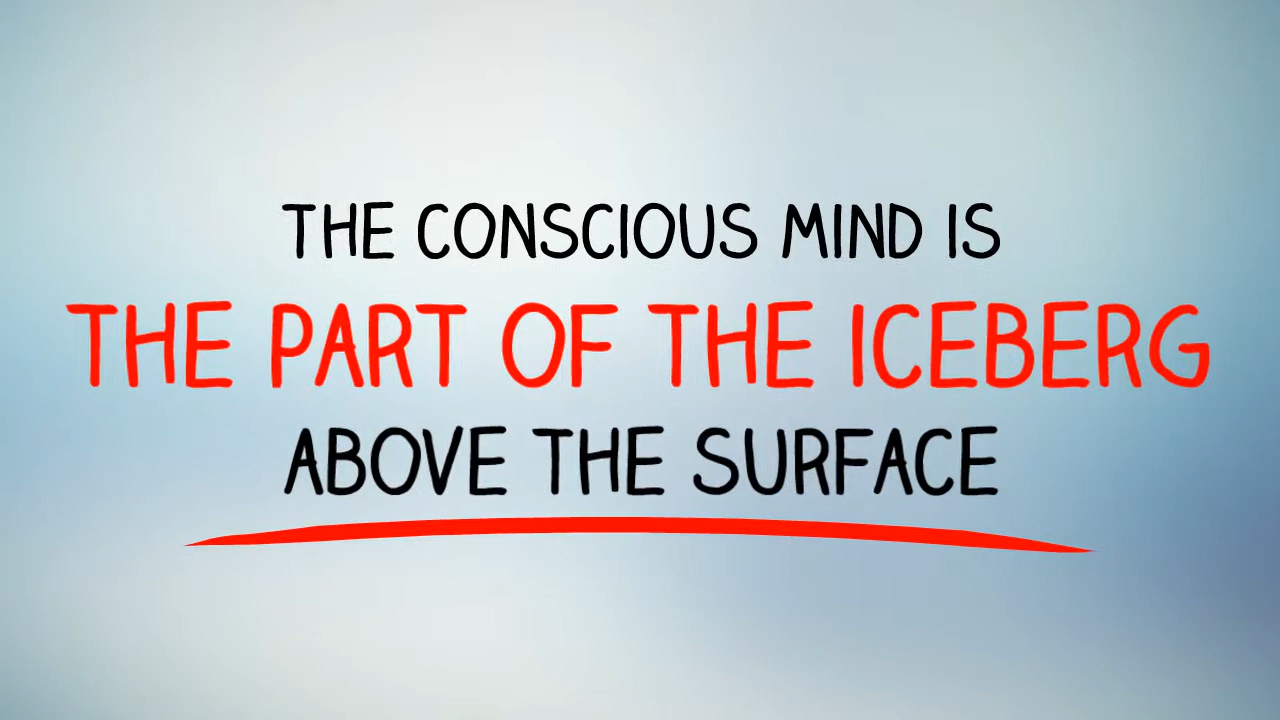 THE CONSCIOUS MIND IS
THE PART OF THE ICEBERG
ABOVE THE SURFACE